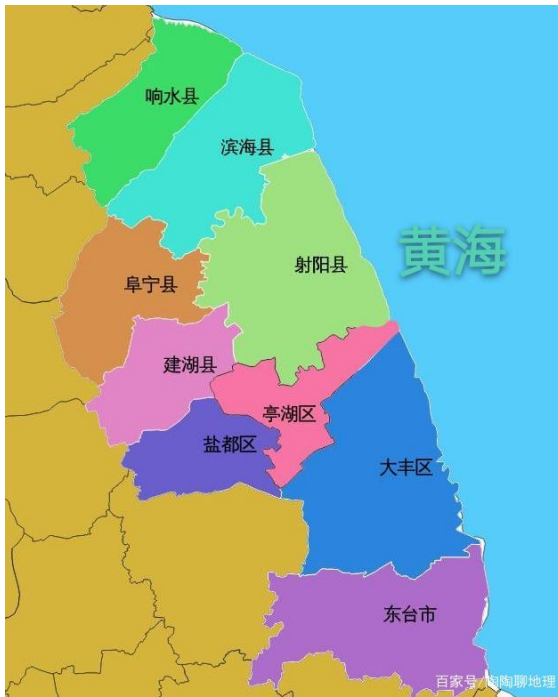 响水县
滨海县
黄海
射阳县
阜宁县
建湖县
亭湖区
盐都区
大丰区
东台市
百家号/陶陶聊地理